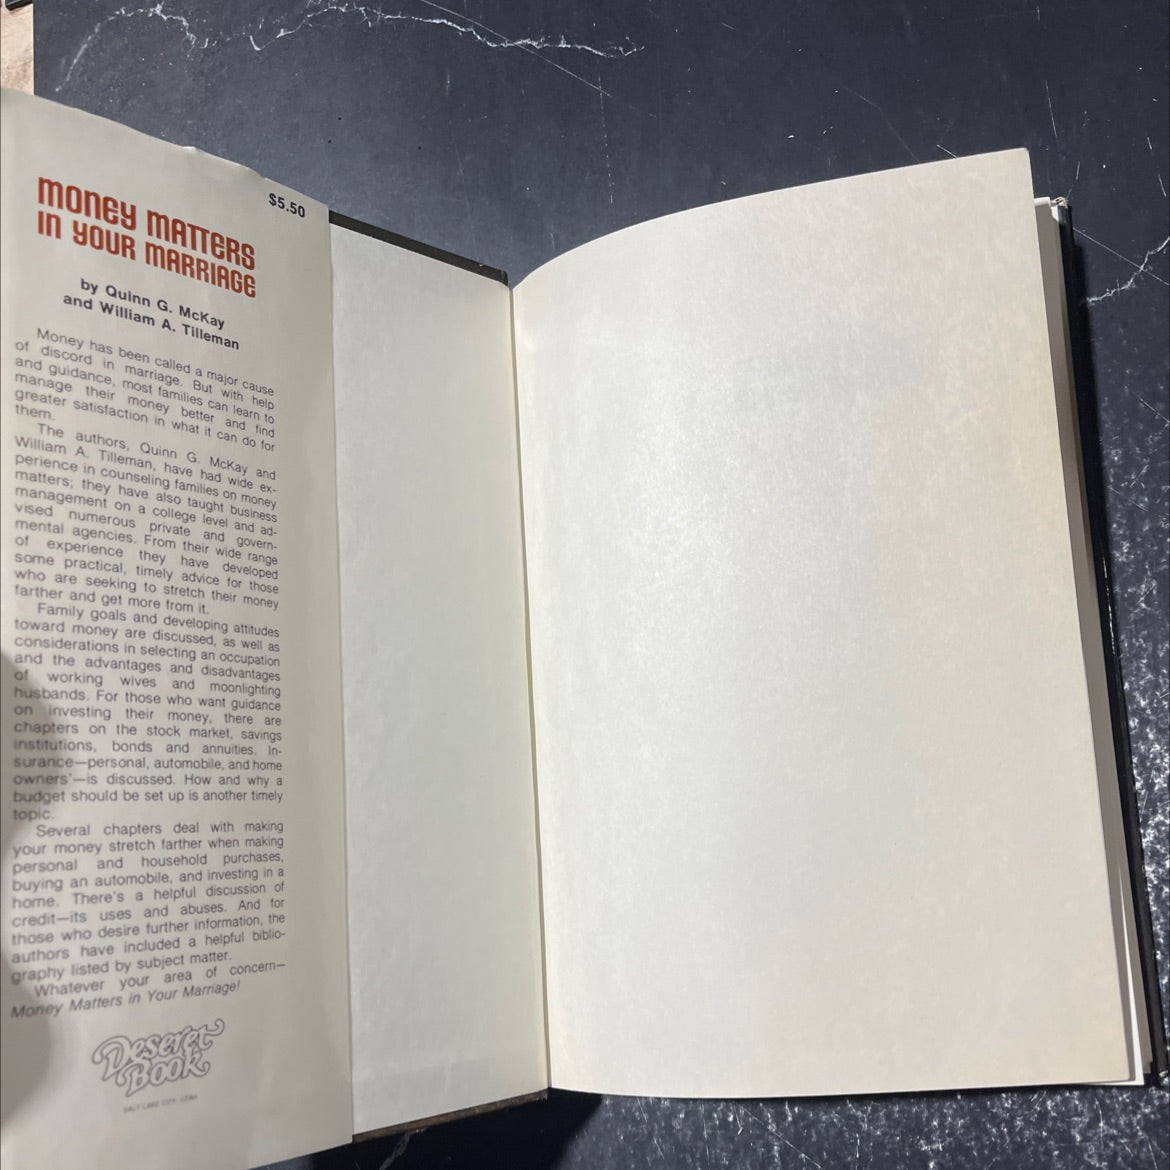 $5.50
MONEY MATTERS
IN YOUR MARRIAGE
by Quinn G. McKay
and William A. Tilleman
Money has been called a major cause
of discord in marriage. But with help
and guidance, most families can learn to
manage their money better and find
greater satisfaction in what it can do for
them.
The authors, Quinn G. McKay and
William A. Tilleman, have had wide ex-
perience in counseling families on money
matters; they have also taught business
management on a college level and ad-
vised numerous private and govern-
mental agencies. From their wide range
of experience they have developed
some practical, timely advice for those
who are seeking to stretch their money
farther and get more from it.
Family goals and developing attitudes
toward money are discussed, as well as
considerations in selecting an occupation
and the advantages and disadvantages
of working wives and moonlighting
husbands. For those who want guidance
on investing their money, there are
chapters on the stock market, savings
institutions, bonds and annuities. In-
surance—personal, automobile, and home
owners'—is discussed. How and why a
budget should be set up is another timely
topic.
Several chapters deal with making
your money stretch farther when making
personal and household purchases,
buying an automobile, and investing in a
home. There's a helpful discussion of
credit—its uses and abuses. And for
those who desire further information, the
authors have included a helpful biblio-
graphy listed by subject matter.
Whatever your area of concern—
Money Matters in Your Marriage!
Deseret
Book
SALT LAKE CITY, UTAH